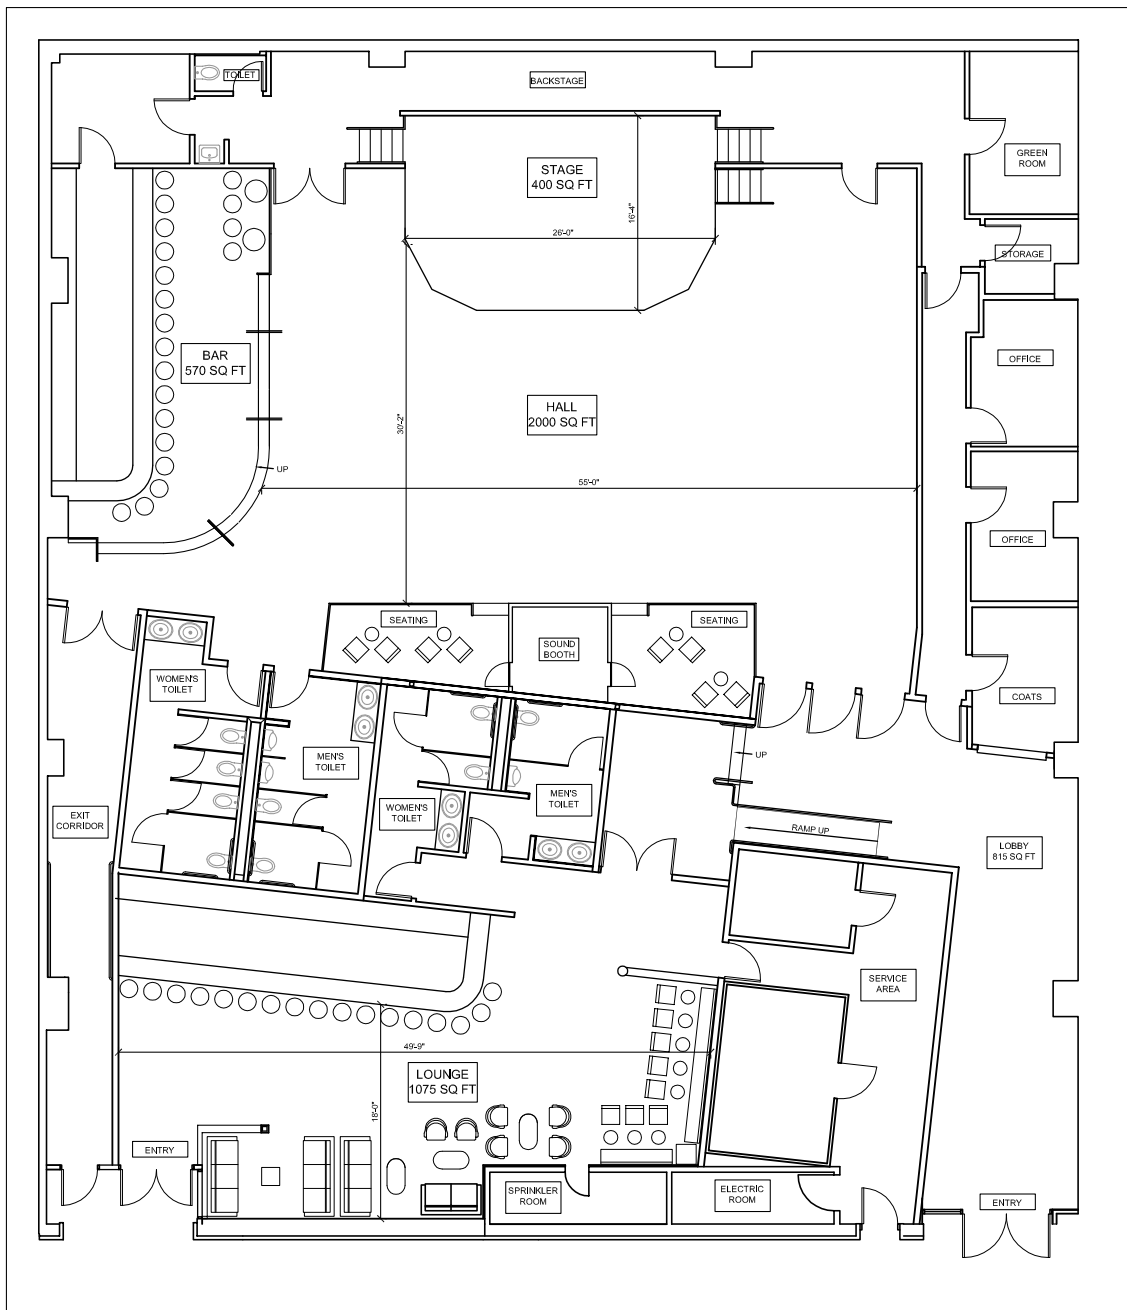 TOILET
BACKSTAGE
STAGE
400 SQ FT
GREEN
ROOM
16'-4"
26'-0"
STORAGE
BAR
570 SQ FT
OFFICE
HALL
2000 SQ FT
30'-2"
UP
55'-0"
OFFICE
SEATING
SEATING
SOUND
BOOTH
WOMEN'S
TOILET
COATS
MEN'S
TOILET
UP
WOMEN'S
TOILET
MEN'S
TOILET
EXIT
CORRIDOR
RAMP UP
LOBBY
815 SQ FT
SERVICE
AREA
49'-9"
LOUNGE
1075 SQ FT
18'-0"
ENTRY
SPRINKLER
ROOM
ELECTRIC
ROOM
ENTRY